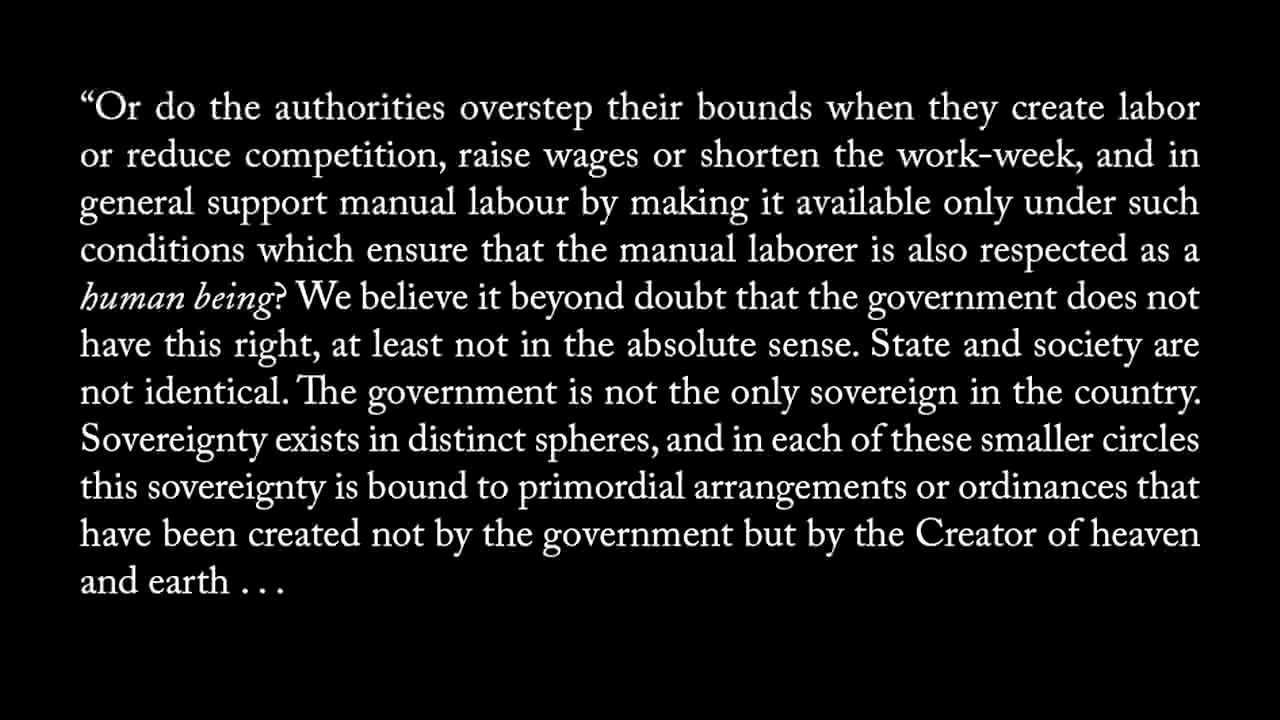 “Or do the authorities overstep their bounds when they create labor
or reduce competition, raise wages or shorten the work-week, and in
general support manual labour by making it available only under such
conditions which ensure that the manual laborer is also respected as a
human being? We believe it beyond doubt that the government does not
have this right, at least not in the absolute sense. State and society are
not identical. The government is not the only sovereign in the country.
Sovereignty exists in distinct spheres, and in each of these smaller circles
this sovereignty is bound to primordial arrangements or ordinances that
have been created not by the government but by the Creator of heaven
and earth . . .